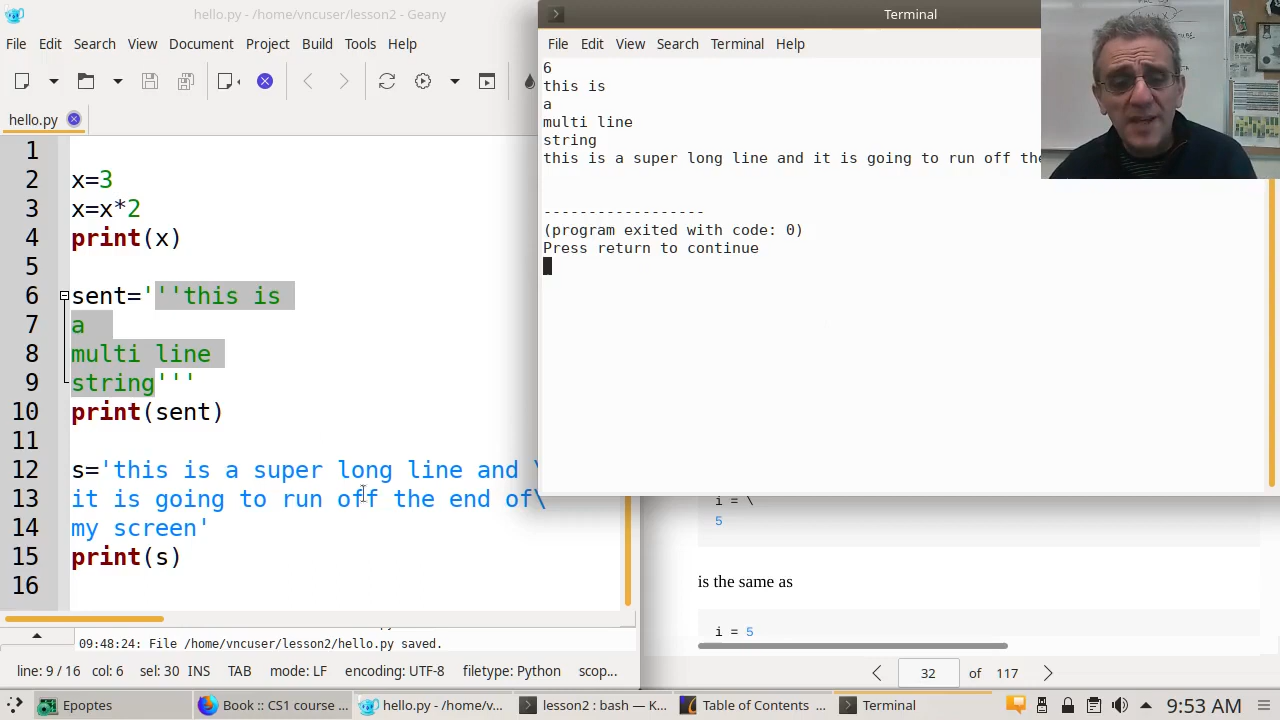 hello.py - /home/vncuser/lesson2 - Geany
File Edit Search View Document Project Build Tools Help
hello.py
1
2 x=3
3 x=x*2
4 print(x)
5
6 sent='''this is
7 a
8 multi line
9 string'''
10 print(sent)
11
12 s='this is a super long line and \
13 it is going to run off the end of\
14 my screen'
15 print(s)
16
09:48:24: File /home/vncuser/lesson2/hello.py saved.
line: 9 / 16 col: 6 sel: 30 INS TAB mode: LF encoding: UTF-8 filetype: Python scop...
Terminal
File Edit View Search Terminal Help
6
this is
a
multi line
string
this is a super long line and it is going to run off the
------------------
(program exited with code: 0)
Press return to continue
i = \
5
is the same as
i = 5
32 of 117
Epoptes Book :: CS1 course ... hello.py - /home/v... lesson2 : bash — K... Table of Contents ... Terminal 9:53 AM